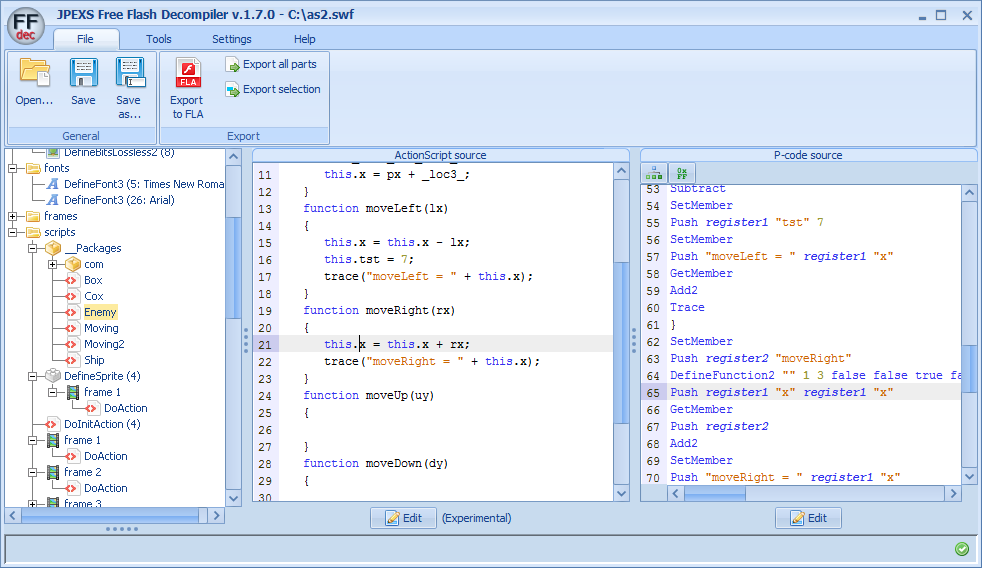 FF
dec
JPEXS Free Flash Decompiler v.1.7.0 - C:\as2.swf
File Tools Settings Help
Open... Save Save as... General
FLA
Export to FLA
Export all parts
Export selection
Export
DefineBitsLossless2 (8)
fonts
DefineFont3 (5: Times New Roma
DefineFont3 (26: Arial)
frames
scripts
__Packages
com
Box
Cox
Enemy
Moving
Moving2
Ship
DefineSprite (4)
frame 1
DoAction
DoInitAction (4)
frame 1
DoAction
frame 2
DoAction
frame 3
ActionScript source
11 this.x = px + _loc3_;
12 }
13 function moveLeft(lx)
14 {
15 this.x = this.x - lx;
16 this.tst = 7;
17 trace("moveLeft = " + this.x);
18 }
19 function moveRight(rx)
20 {
21 this.x = this.x + rx;
22 trace("moveRight = " + this.x);
23 }
24 function moveUp(uy)
25 {
26
27 }
28 function moveDown(dy)
29 {
30
Edit (Experimental)
P-code source
0x
FF
53 Subtract
54 SetMember
55 Push register1 "tst" 7
56 SetMember
57 Push "moveLeft = " register1 "x"
58 GetMember
59 Add2
60 Trace
61 }
62 SetMember
63 Push register2 "moveRight"
64 DefineFunction2 "" 1 3 false false true fa
65 Push register1 "x" register1 "x"
66 GetMember
67 Push register2
68 Add2
69 SetMember
70 Push "moveRight = " register1 "x"
Edit